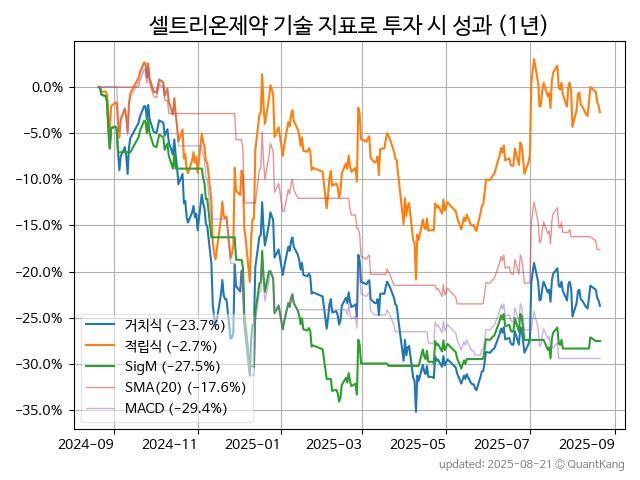 셀트리온제약 기술 지표로 투자 시 성과 (1년)
0.0%
−5.0%
−10.0%
−15.0%
−20.0%
−25.0%
−30.0%
−35.0%
거치식 (−23.7%)
적립식 (−2.7%)
SigM (−27.5%)
SMA(20) (−17.6%)
MACD (−29.4%)
2024-09 2024-11 2025-01 2025-03 2025-05 2025-07 2025-09
updated: 2025-08-21 © QuantKang